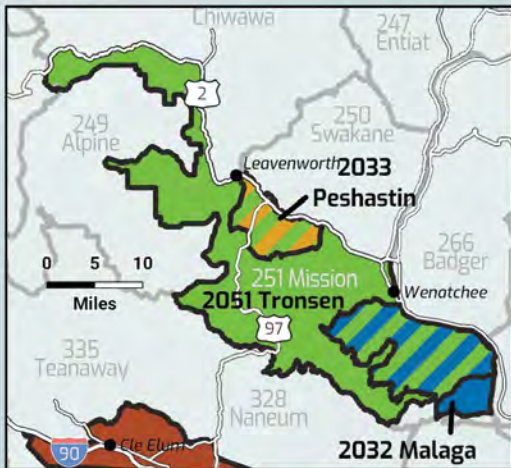 Chiwawa
247
Entiat
2
250
Swakane
249
Alpine
Leavenworth
2033
Peshastin
0 5 10
Miles
266
Badger
251 Mission
2051 Tronsen
Wenatchee
97
335
Teanaway
328
Naneum
2032 Malaga
90
Cle Elum